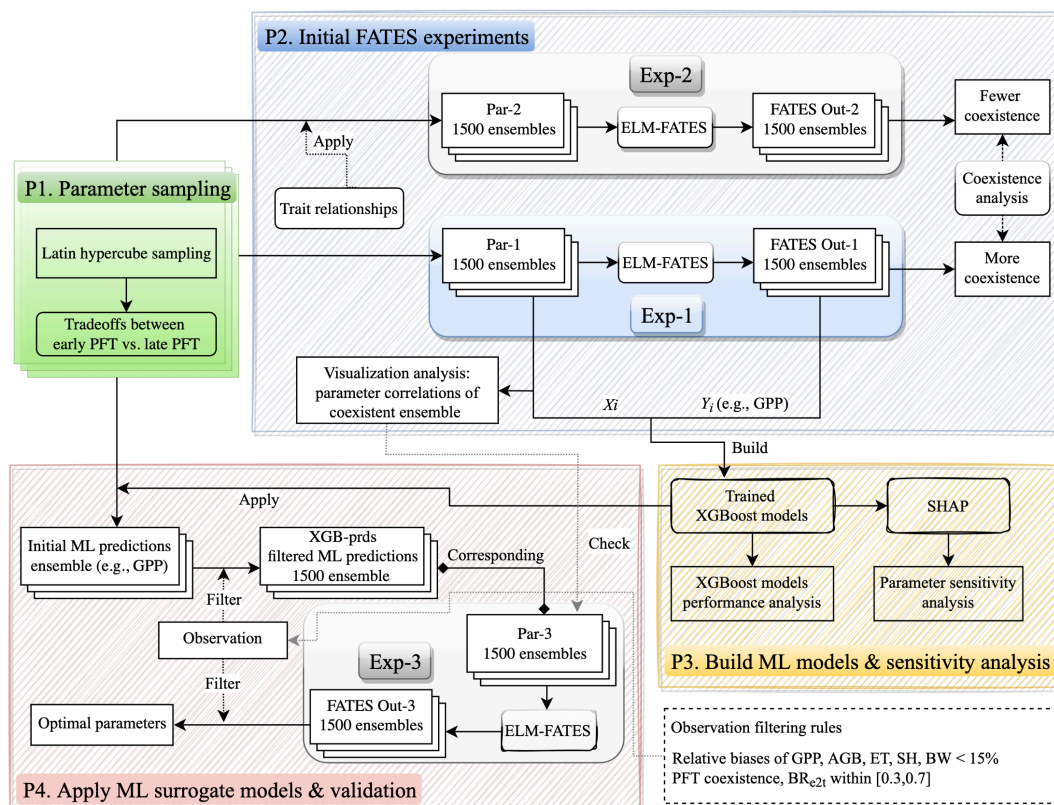 P2. Initial FATES experiments
Exp-2
Par-2
1500 ensembles
ELM-FATES
FATES Out-2
1500 ensembles
Fewer
coexistence
Apply
Trait relationships
Coexistence
analysis
P1. Parameter sampling
Latin hypercube sampling
Tradeoffs between
early PFT vs. late PFT
Par-1
1500 ensembles
ELM-FATES
FATES Out-1
1500 ensembles
More
coexistence
Exp-1
Visualization analysis:
parameter correlations of
coexistent ensemble
Xi
Yi (e.g., GPP)
Build
Apply
Trained
XGBoost models
SHAP
XGBoost models
performance analysis
Parameter sensitivity
analysis
P3. Build ML models & sensitivity analysis
Initial ML predictions
ensemble (e.g., GPP)
XGB-prds
filtered ML predictions
1500 ensemble
Corresponding
Check
Filter
Observation
Filter
Exp-3
Par-3
1500 ensembles
FATES Out-3
1500 ensembles
ELM-FATES
Optimal parameters
P4. Apply ML surrogate models & validation
Observation filtering rules
Relative biases of GPP, AGB, ET, SH, BW < 15%
PFT coexistence, BRe2t within [0.3,0.7]